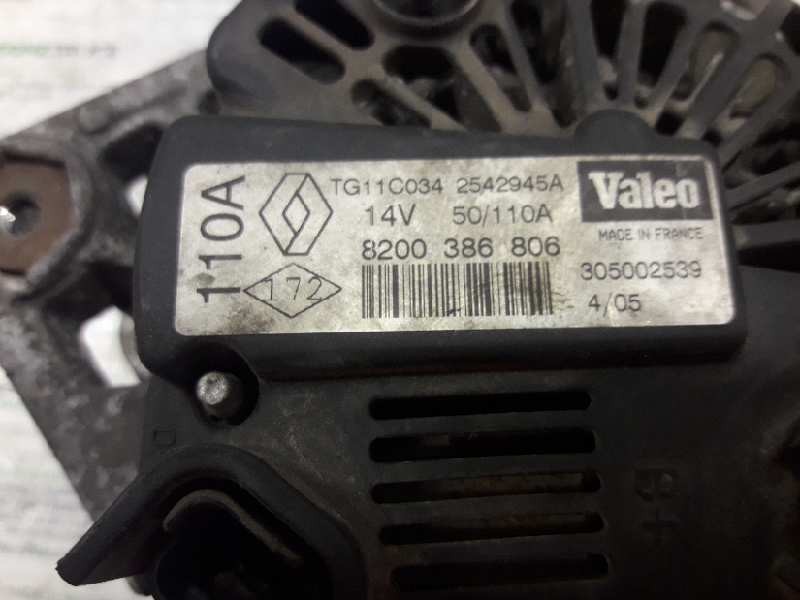 110A
TG11C034 2542945A
14V 50/110A
8200 386 806
172
Valeo
MADE IN FRANCE
305002539
4/05
B+